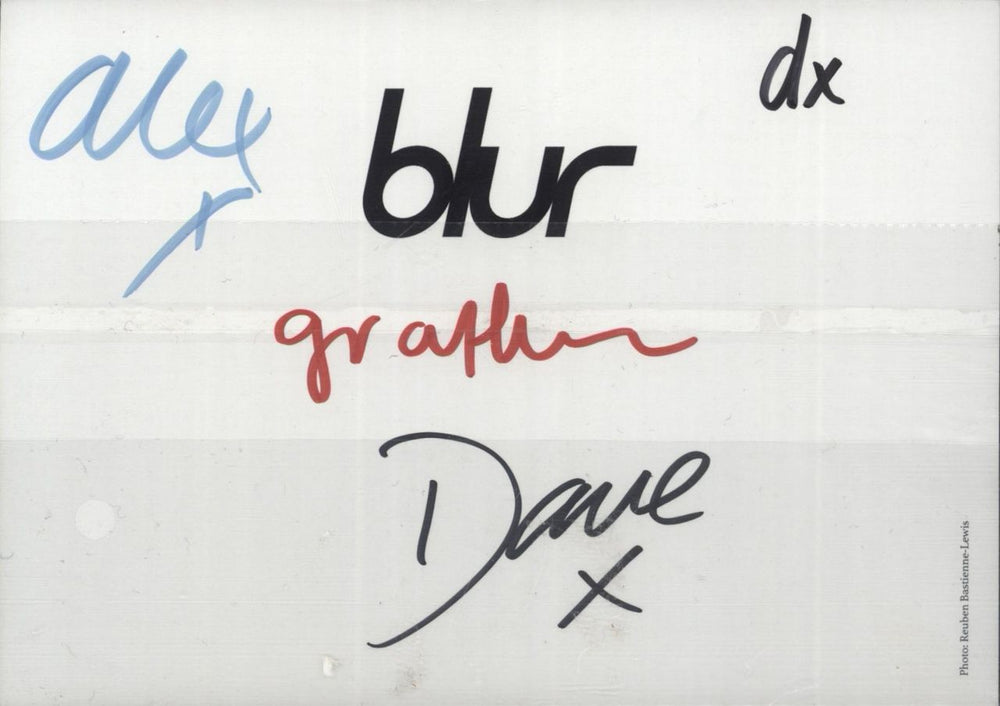 alex
x
dx
blur
graham
Dave
x
Photo: Reuben Bastienne-Lewis